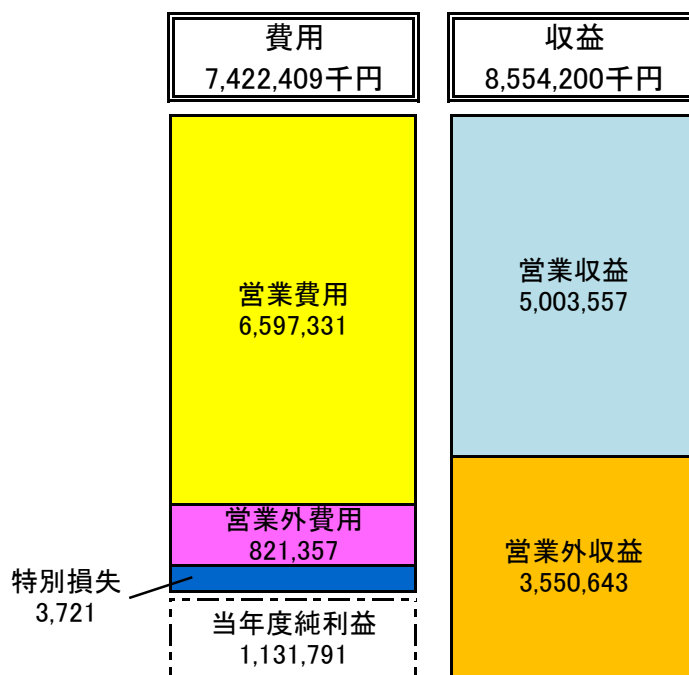 費用
7,422,409千円
収益
8,554,200千円
営業費用
6,597,331
営業外費用
821,357
特別損失
3,721
当年度純利益
1,131,791
営業収益
5,003,557
営業外収益
3,550,643